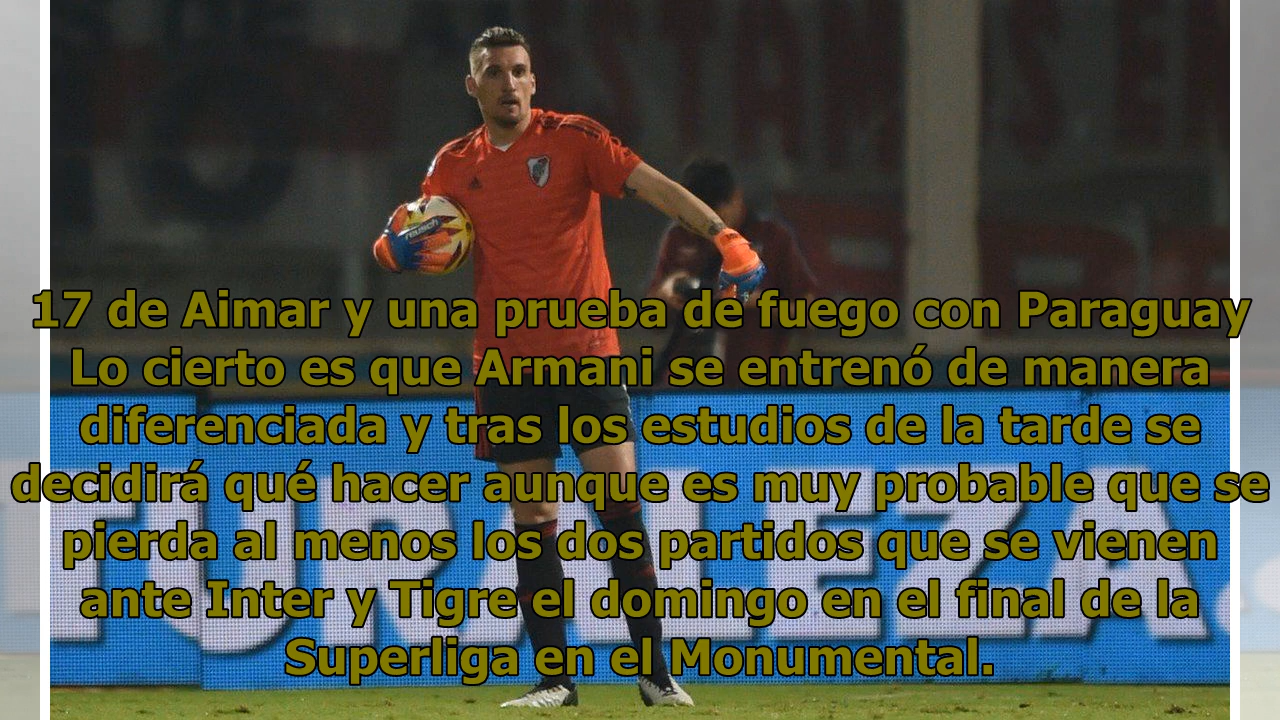 17 de Aimar y una prueba de fuego con Paraguay
Lo cierto es que Armani se entrenó de manera
diferenciada y tras los estudios de la tarde se
decidirá qué hacer aunque es muy probable que se
pierda al menos los dos partidos que se vienen
ante Inter y Tigre el domingo en el final de la
Superliga en el Monumental.
reusch
TURALEZA.